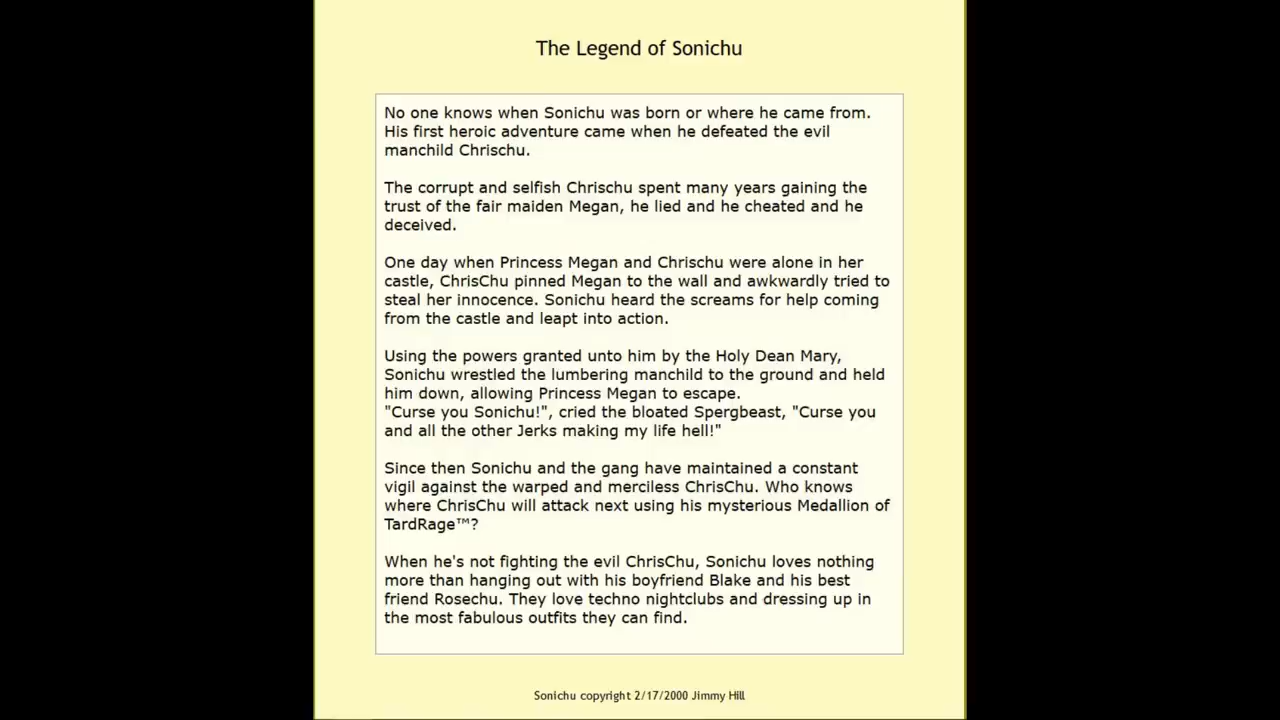 The Legend of Sonichu
No one knows when Sonichu was born or where he came from.
His first heroic adventure came when he defeated the evil
manchild Chrischu.
The corrupt and selfish Chrischu spent many years gaining the
trust of the fair maiden Megan, he lied and he cheated and he
deceived.
One day when Princess Megan and Chrischu were alone in her
castle, ChrisChu pinned Megan to the wall and awkwardly tried to
steal her innocence. Sonichu heard the screams for help coming
from the castle and leapt into action.
Using the powers granted unto him by the Holy Dean Mary,
Sonichu wrestled the lumbering manchild to the ground and held
him down, allowing Princess Megan to escape.
"Curse you Sonichu!", cried the bloated Spergbeast, "Curse you
and all the other Jerks making my life hell!"
Since then Sonichu and the gang have maintained a constant
vigil against the warped and merciless ChrisChu. Who knows
where ChrisChu will attack next using his mysterious Medallion of
TardRage™?
When he's not fighting the evil ChrisChu, Sonichu loves nothing
more than hanging out with his boyfriend Blake and his best
friend Rosechu. They love techno nightclubs and dressing up in
the most fabulous outfits they can find.
Sonichu copyright 2/17/2000 Jimmy Hill